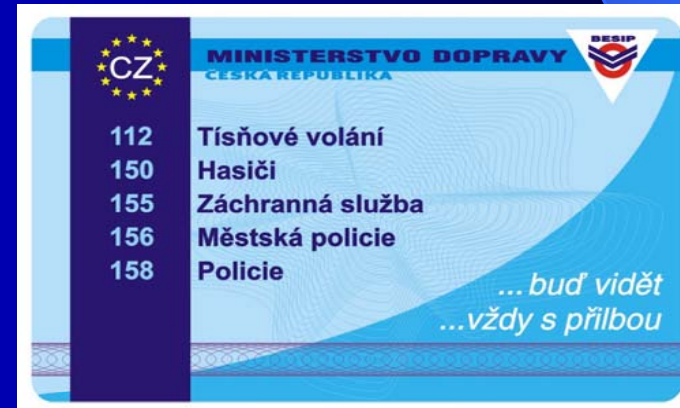 BESIP
CZ
MINISTERSTVO DOPRAVY
ČESKÁ REPUBLIKA
112 Tísňové volání
150 Hasiči
155 Záchranná služba
156 Městská policie
158 Policie
... buď vidět
...vždy s přilbou